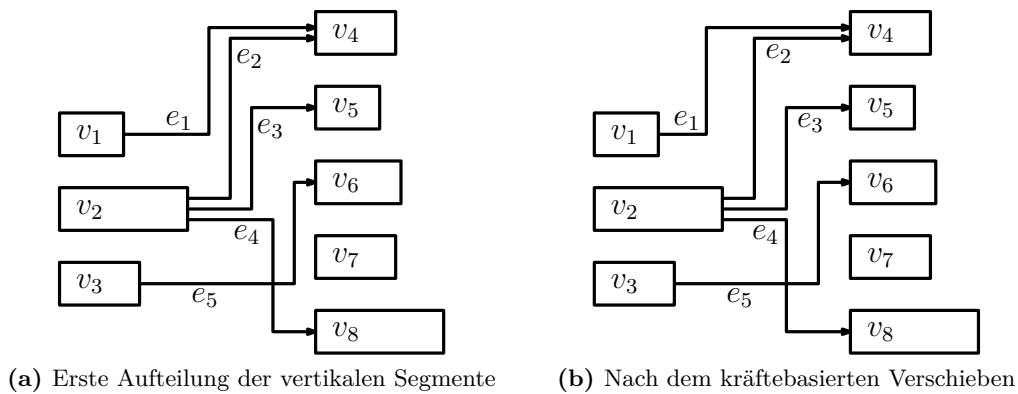 v4
e2
v5
e1
e3
v1
v6
v2
e4
v7
v3
e5
v8
(a) Erste Aufteilung der vertikalen Segmente
v4
e2
v5
e1
e3
v1
v6
v2
e4
v7
v3
e5
v8
(b) Nach dem kräftebasierten Verschieben